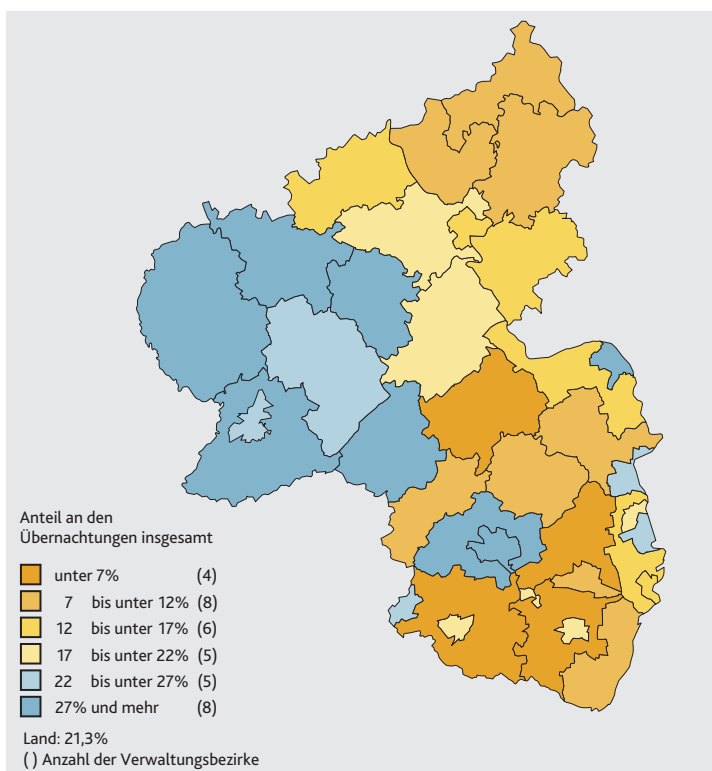 Anteil an den
Übernachtungen insgesamt
unter 7% (4)
7 bis unter 12% (8)
12 bis unter 17% (6)
17 bis unter 22% (5)
22 bis unter 27% (5)
27% und mehr (8)
Land: 21,3%
( ) Anzahl der Verwaltungsbezirke